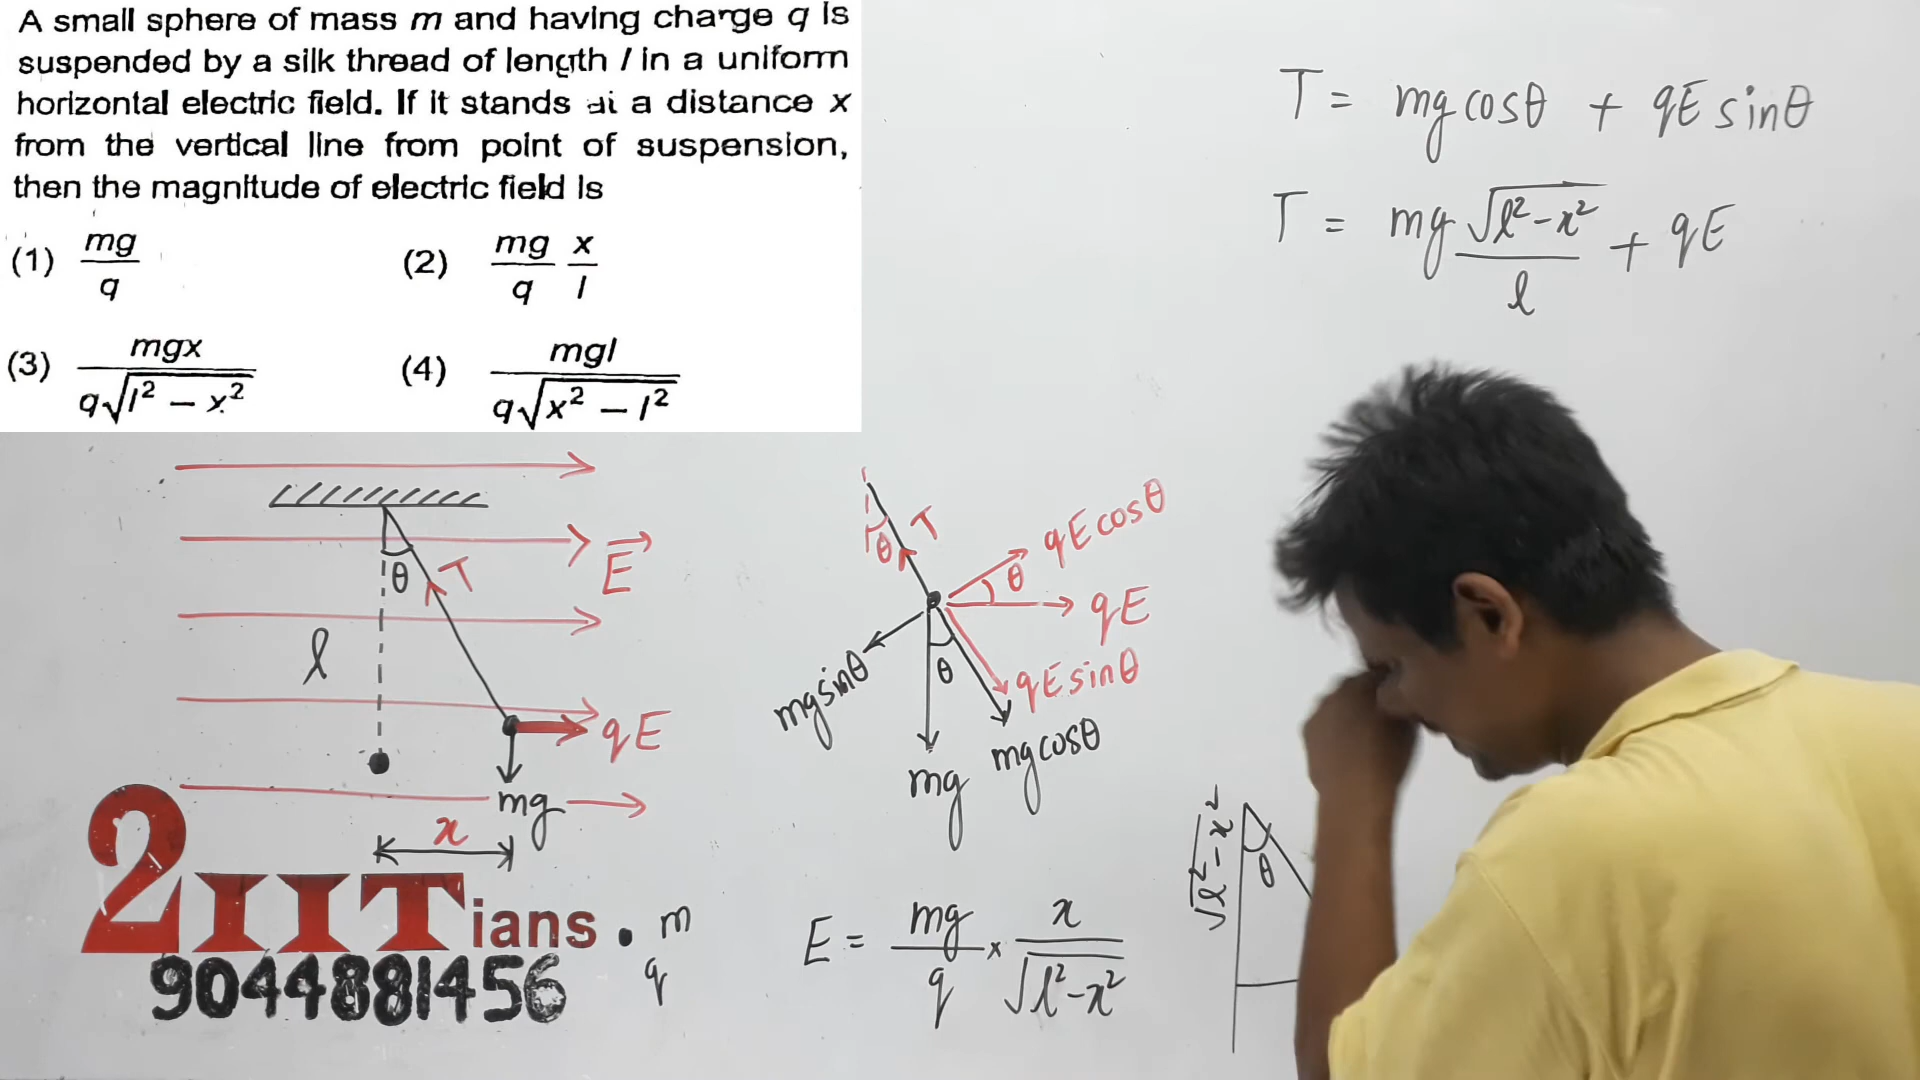 A small sphere of mass m and having charge q is
suspended by a silk thread of length l in a uniform
horizontal electric field. If it stands at a distance x
from the vertical line from point of suspension,
then the magnitude of electric field is
(1) mg/q (2) mg/q x/l
(3) mgx/q√l² – x² (4) mgl/q√x² – l²
T = mg cosθ + qE sinθ
T = mg √l²-x²/l + qE
θ
T
E
l
qE
mg
x
θ
T
qE cosθ
θ
qE
qE sinθ
mg sinθ
θ
mg cosθ
mg
E = mg/q × x/√l²-x²
√l²-x²
θ
2IITians. m
q
9044881456